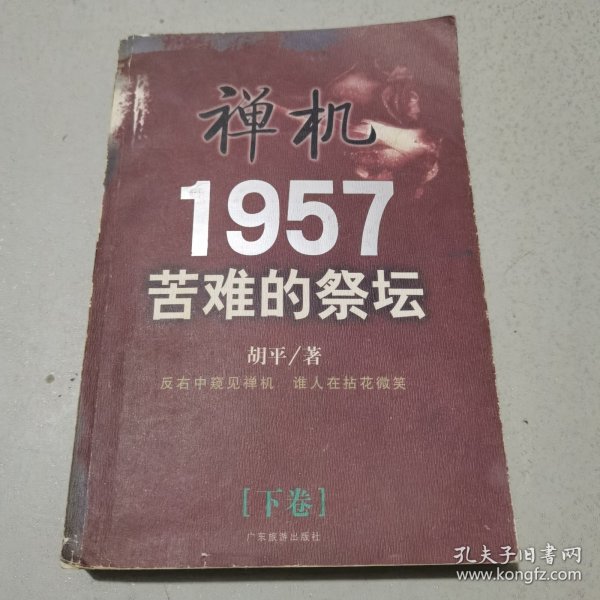 禅机
1957
苦难的祭坛
胡平/著
反右中窥见禅机 谁人在拈花微笑
[下卷]
广东旅游出版社
孔夫子旧书网
www.kongfz.com